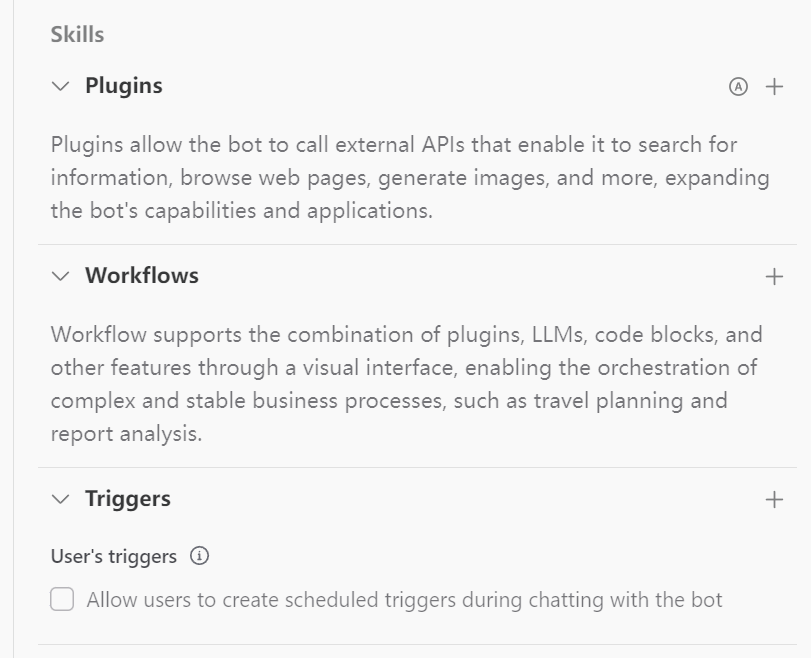 Skills
Plugins
A
Plugins allow the bot to call external APIs that enable it to search for
information, browse web pages, generate images, and more, expanding
the bot's capabilities and applications.
Workflows
Workflow supports the combination of plugins, LLMs, code blocks, and
other features through a visual interface, enabling the orchestration of
complex and stable business processes, such as travel planning and
report analysis.
Triggers
User's triggers
Allow users to create scheduled triggers during chatting with the bot